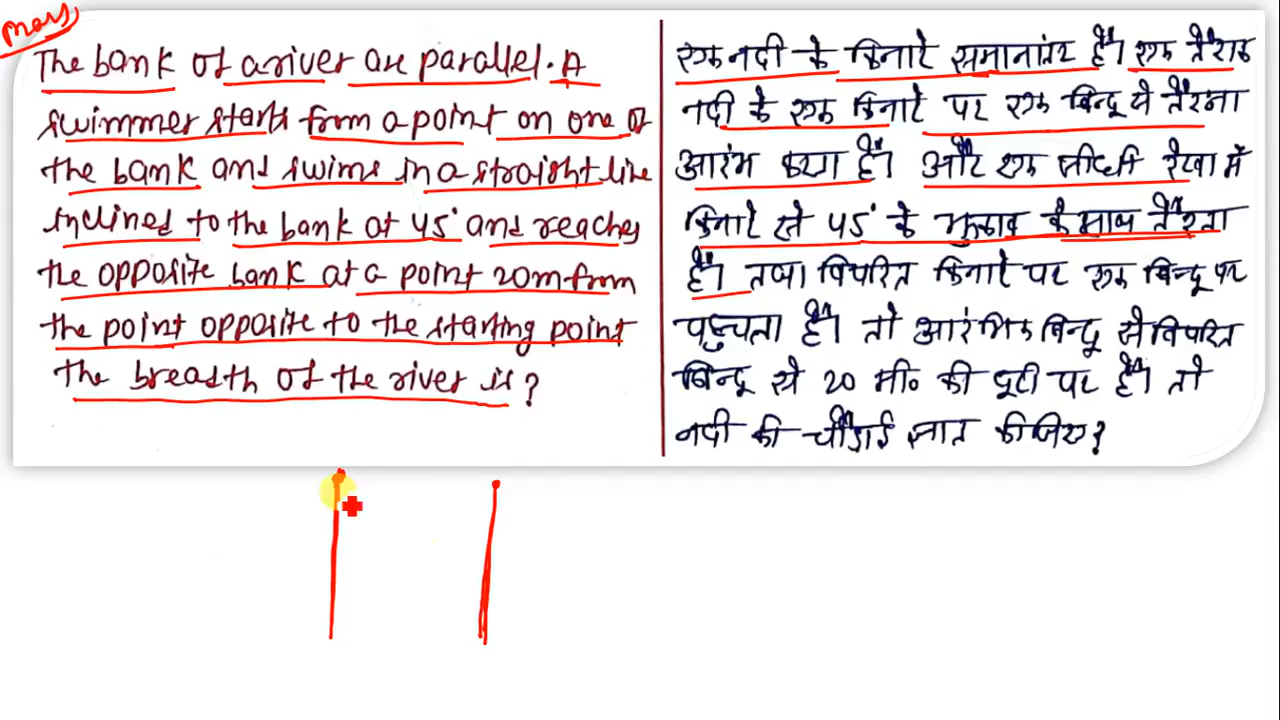 Mans
The bank of a river are parallel. A
swimmer starts from a point on one of
the bank and swims in a straight line
inclined to the bank at 45° and reaches
the opposite bank at a point 20m from
the point opposite to the starting point
the breadth of the river is?
एक नदी के किनारे समानांतर हैं। एक तैराक
नदी के एक किनारे पर एक बिन्दु से तैरना
आरंभ करता हैं। और एक सीधी रेखा में
किनारे से 45° के झुकाव के साथ तैरता
हैं। तथा विपरित किनारे पर एक बिन्दु पर
पहुचता हैं। तो आरंभिक बिन्दु से विपरित
बिन्दु से 20 मी० की दूरी पर हैं। तो
नदी की चौड़ाई ज्ञात कीजिए?